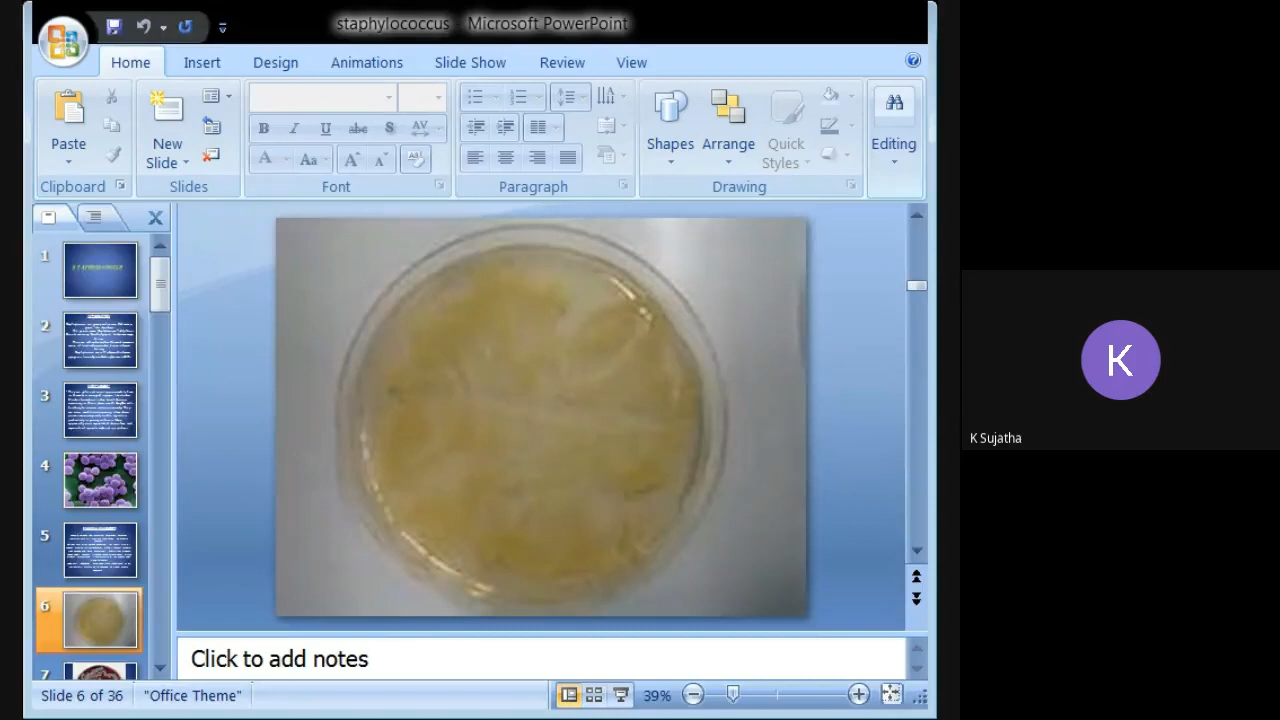 staphylococcus - Microsoft PowerPoint
Home Insert Design Animations Slide Show Review View
Paste
New
Slide
Shapes
Arrange
Quick
Styles
Editing
Clipboard
Slides
Font
Paragraph
Drawing
B I U abc S AV
A Aa A A
1
2
3
4
5
6
7
K
K Sujatha
Click to add notes
Slide 6 of 36
"Office Theme"
39%